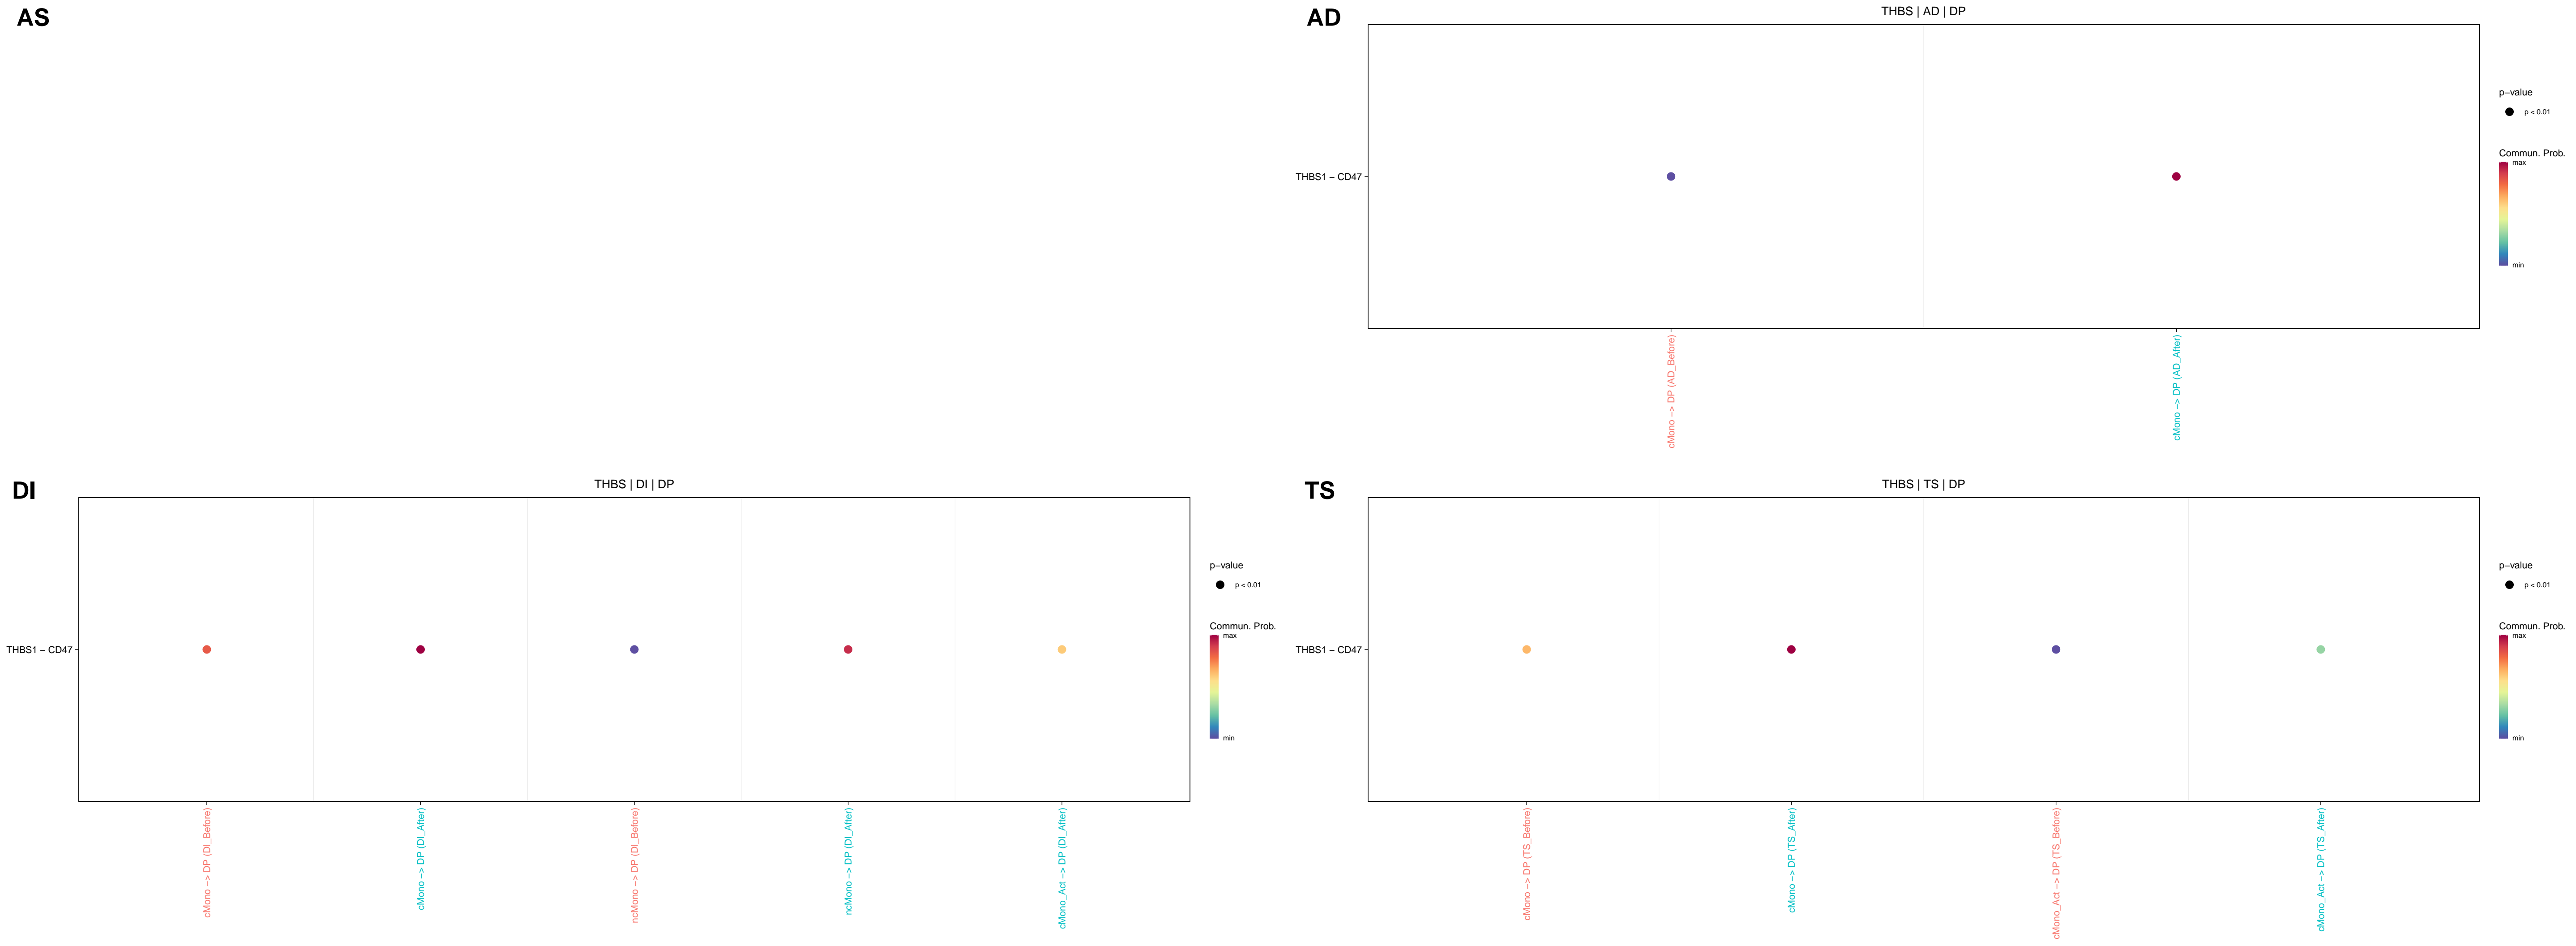 AS
AD
THBS | AD | DP
THBS1 − CD47
cMono −> DP (AD_Before)
cMono −> DP (AD_After)
p−value
p < 0.01
Commun. Prob.
max
min
DI
THBS | DI | DP
THBS1 − CD47
cMono −> DP (DI_Before)
cMono −> DP (DI_After)
ncMono −> DP (DI_Before)
ncMono −> DP (DI_After)
cMono_Act −> DP (DI_After)
p−value
p < 0.01
Commun. Prob.
max
min
TS
THBS | TS | DP
THBS1 − CD47
cMono −> DP (TS_Before)
cMono −> DP (TS_After)
cMono_Act −> DP (TS_Before)
cMono_Act −> DP (TS_After)
p−value
p < 0.01
Commun. Prob.
max
min